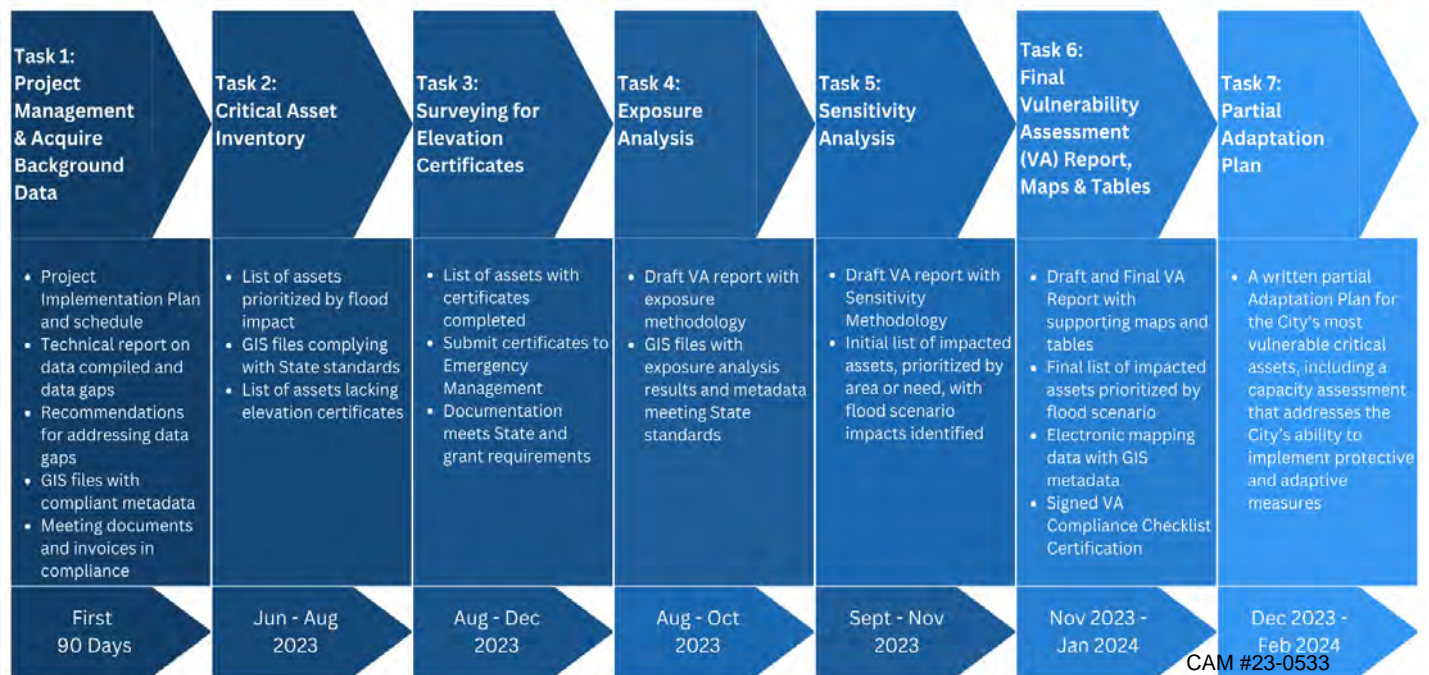 Task 1:
Project
Management
& Acquire
Background
Data
Task 2:
Critical Asset
Inventory
Task 3:
Surveying for
Elevation
Certificates
Task 4:
Exposure
Analysis
Task 5:
Sensitivity
Analysis
Task 6:
Final
Vulnerability
Assessment
(VA) Report,
Maps & Tables
Task 7:
Partial
Adaptation
Plan
• Project
Implementation Plan
and schedule
• Technical report on
data compiled and
data gaps
• Recommendations
for addressing data
gaps
• GIS files with
compliant metadata
• Meeting documents
and invoices in
compliance
• List of assets
prioritized by flood
impact
• GIS files complying
with State standards
• List of assets lacking
elevation certificates
• List of assets with
certificates
completed
• Submit certificates to
Emergency
Management
• Documentation
meets State and
grant requirements
• Draft VA report with
exposure
methodology
• GIS files with
exposure analysis
results and metadata
meeting State
standards
• Draft VA report with
Sensitivity
Methodology
• Initial list of impacted
assets, prioritized by
area or need, with
flood scenario
impacts identified
• Draft and Final VA
Report with
supporting maps and
tables
• Final list of impacted
assets prioritized by
flood scenario
• Electronic mapping
data with GIS
metadata
• Signed VA
Compliance Checklist
Certification
• A written partial
Adaptation Plan for
the City's most
vulnerable critical
assets, including a
capacity assessment
that addresses the
City's ability to
implement protective
and adaptive
measures
First
90 Days
Jun - Aug
2023
Aug - Dec
2023
Aug - Oct
2023
Sept - Nov
2023
Nov 2023 -
Jan 2024
Dec 2023 -
Feb 2024
CAM #23-0533